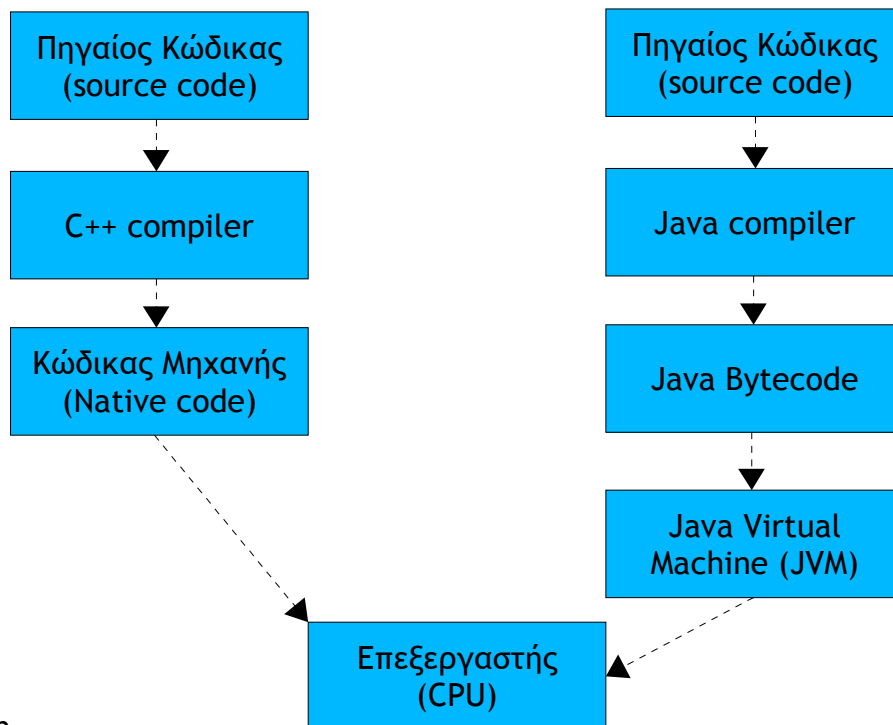 Πηγαίος Κώδικας
(source code)
C++ compiler
Κώδικας Μηχανής
(Native code)
Πηγαίος Κώδικας
(source code)
Java compiler
Java Bytecode
Java Virtual
Machine (JVM)
Επεξεργαστής
(CPU)